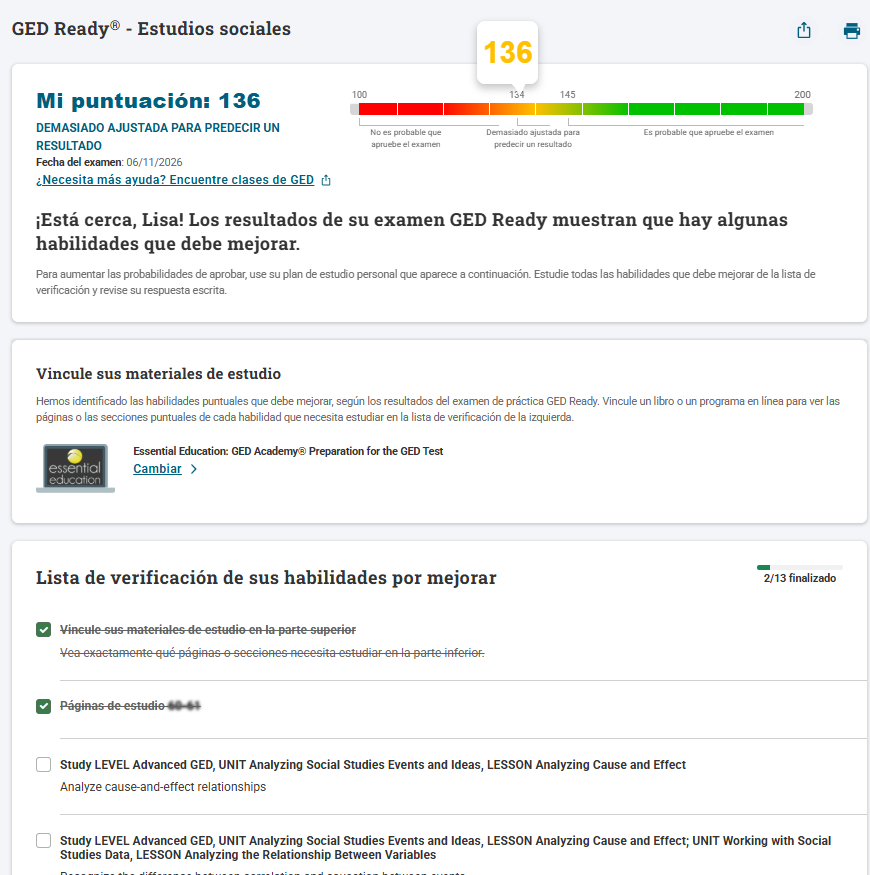 GED Ready® - Estudios sociales
136
Mi puntuación: 136
DEMASIADO AJUSTADA PARA PREDECIR UN
RESULTADO
Fecha del examen: 06/11/2026
¿Necesita más ayuda? Encuentre clases de GED
100 134 145 200
No es probable que
apruebe el examen
Demasiado ajustada para
predecir un resultado
Es probable que apruebe el examen
¡Está cerca, Lisa! Los resultados de su examen GED Ready muestran que hay algunas
habilidades que debe mejorar.
Para aumentar las probabilidades de aprobar, use su plan de estudio personal que aparece a continuación. Estudie todas las habilidades que debe mejorar de la lista de
verificación y revise su respuesta escrita.
Vincule sus materiales de estudio
Hemos identificado las habilidades puntuales que debe mejorar, según los resultados del examen de práctica GED Ready. Vincule un libro o un programa en línea para ver las
páginas o las secciones puntuales de cada habilidad que necesita estudiar en la lista de verificación de la izquierda.
essential
education
Essential Education: GED Academy® Preparation for the GED Test
Cambiar
Lista de verificación de sus habilidades por mejorar
2/13 finalizado
Vincule sus materiales de estudio en la parte superior
Vea exactamente qué páginas o secciones necesita estudiar en la parte inferior.
Páginas de estudio
Study LEVEL Advanced GED, UNIT Analyzing Social Studies Events and Ideas, LESSON Analyzing Cause and Effect
Analyze cause-and-effect relationships
Study LEVEL Advanced GED, UNIT Analyzing Social Studies Events and Ideas, LESSON Analyzing Cause and Effect; UNIT Working with Social
Studies Data, LESSON Analyzing the Relationship Between Variables